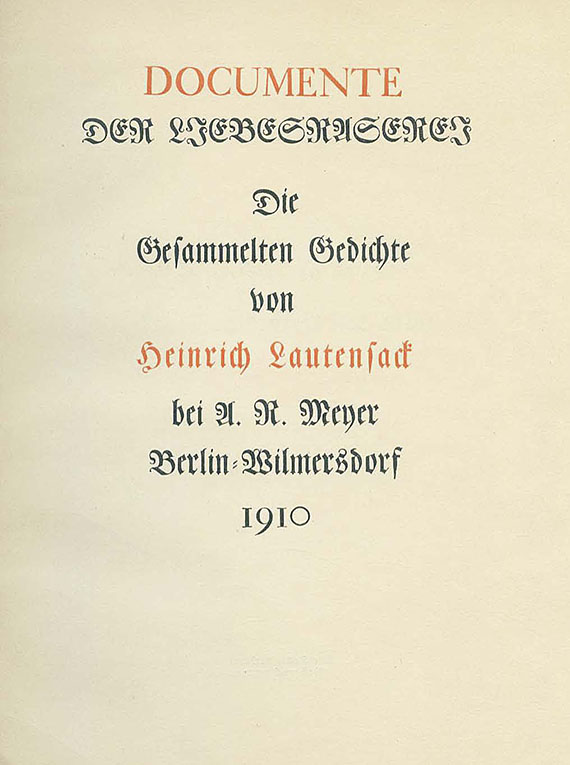 DOCUMENTE
DER LIEBESRASEREI
Die
Geſammelten Gedichte
von
Heinrich Lautenſack
bei A. R. Meyer
Berlin-Wilmersdorf
1910